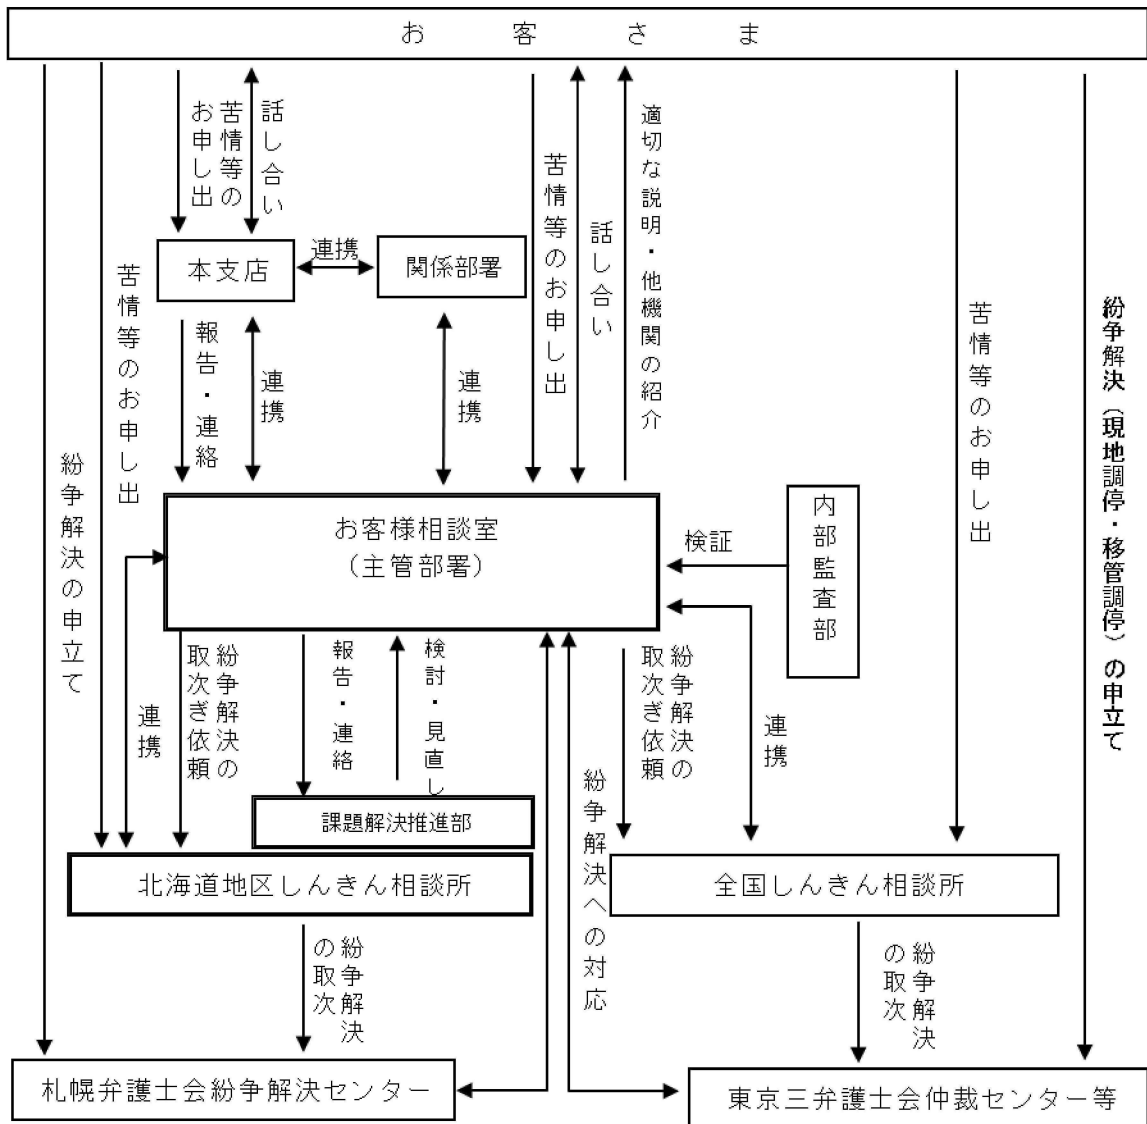 お客さま
苦情等の
お申し出
話し合い
苦情等のお申し出
話し合い
適切な説明・他機関の紹介
本支店
連携
関係部署
苦情等のお申し出
報告・連絡
連携
連携
苦情等のお申し出
紛争解決（現地調停・移管調停）の申立て
紛争解決の申立て
お客様相談室
（主管部署）
検証
内部監査部
連携
紛争解決の
取次ぎ依頼
報告・連絡
検討・見直し
紛争解決の
取次ぎ依頼
連携
課題解決推進部
紛争解決への対応
北海道地区しんきん相談所
全国しんきん相談所
紛争解決
の取次
紛争解決
の取次
札幌弁護士会紛争解決センター
東京三弁護士会仲裁センター等